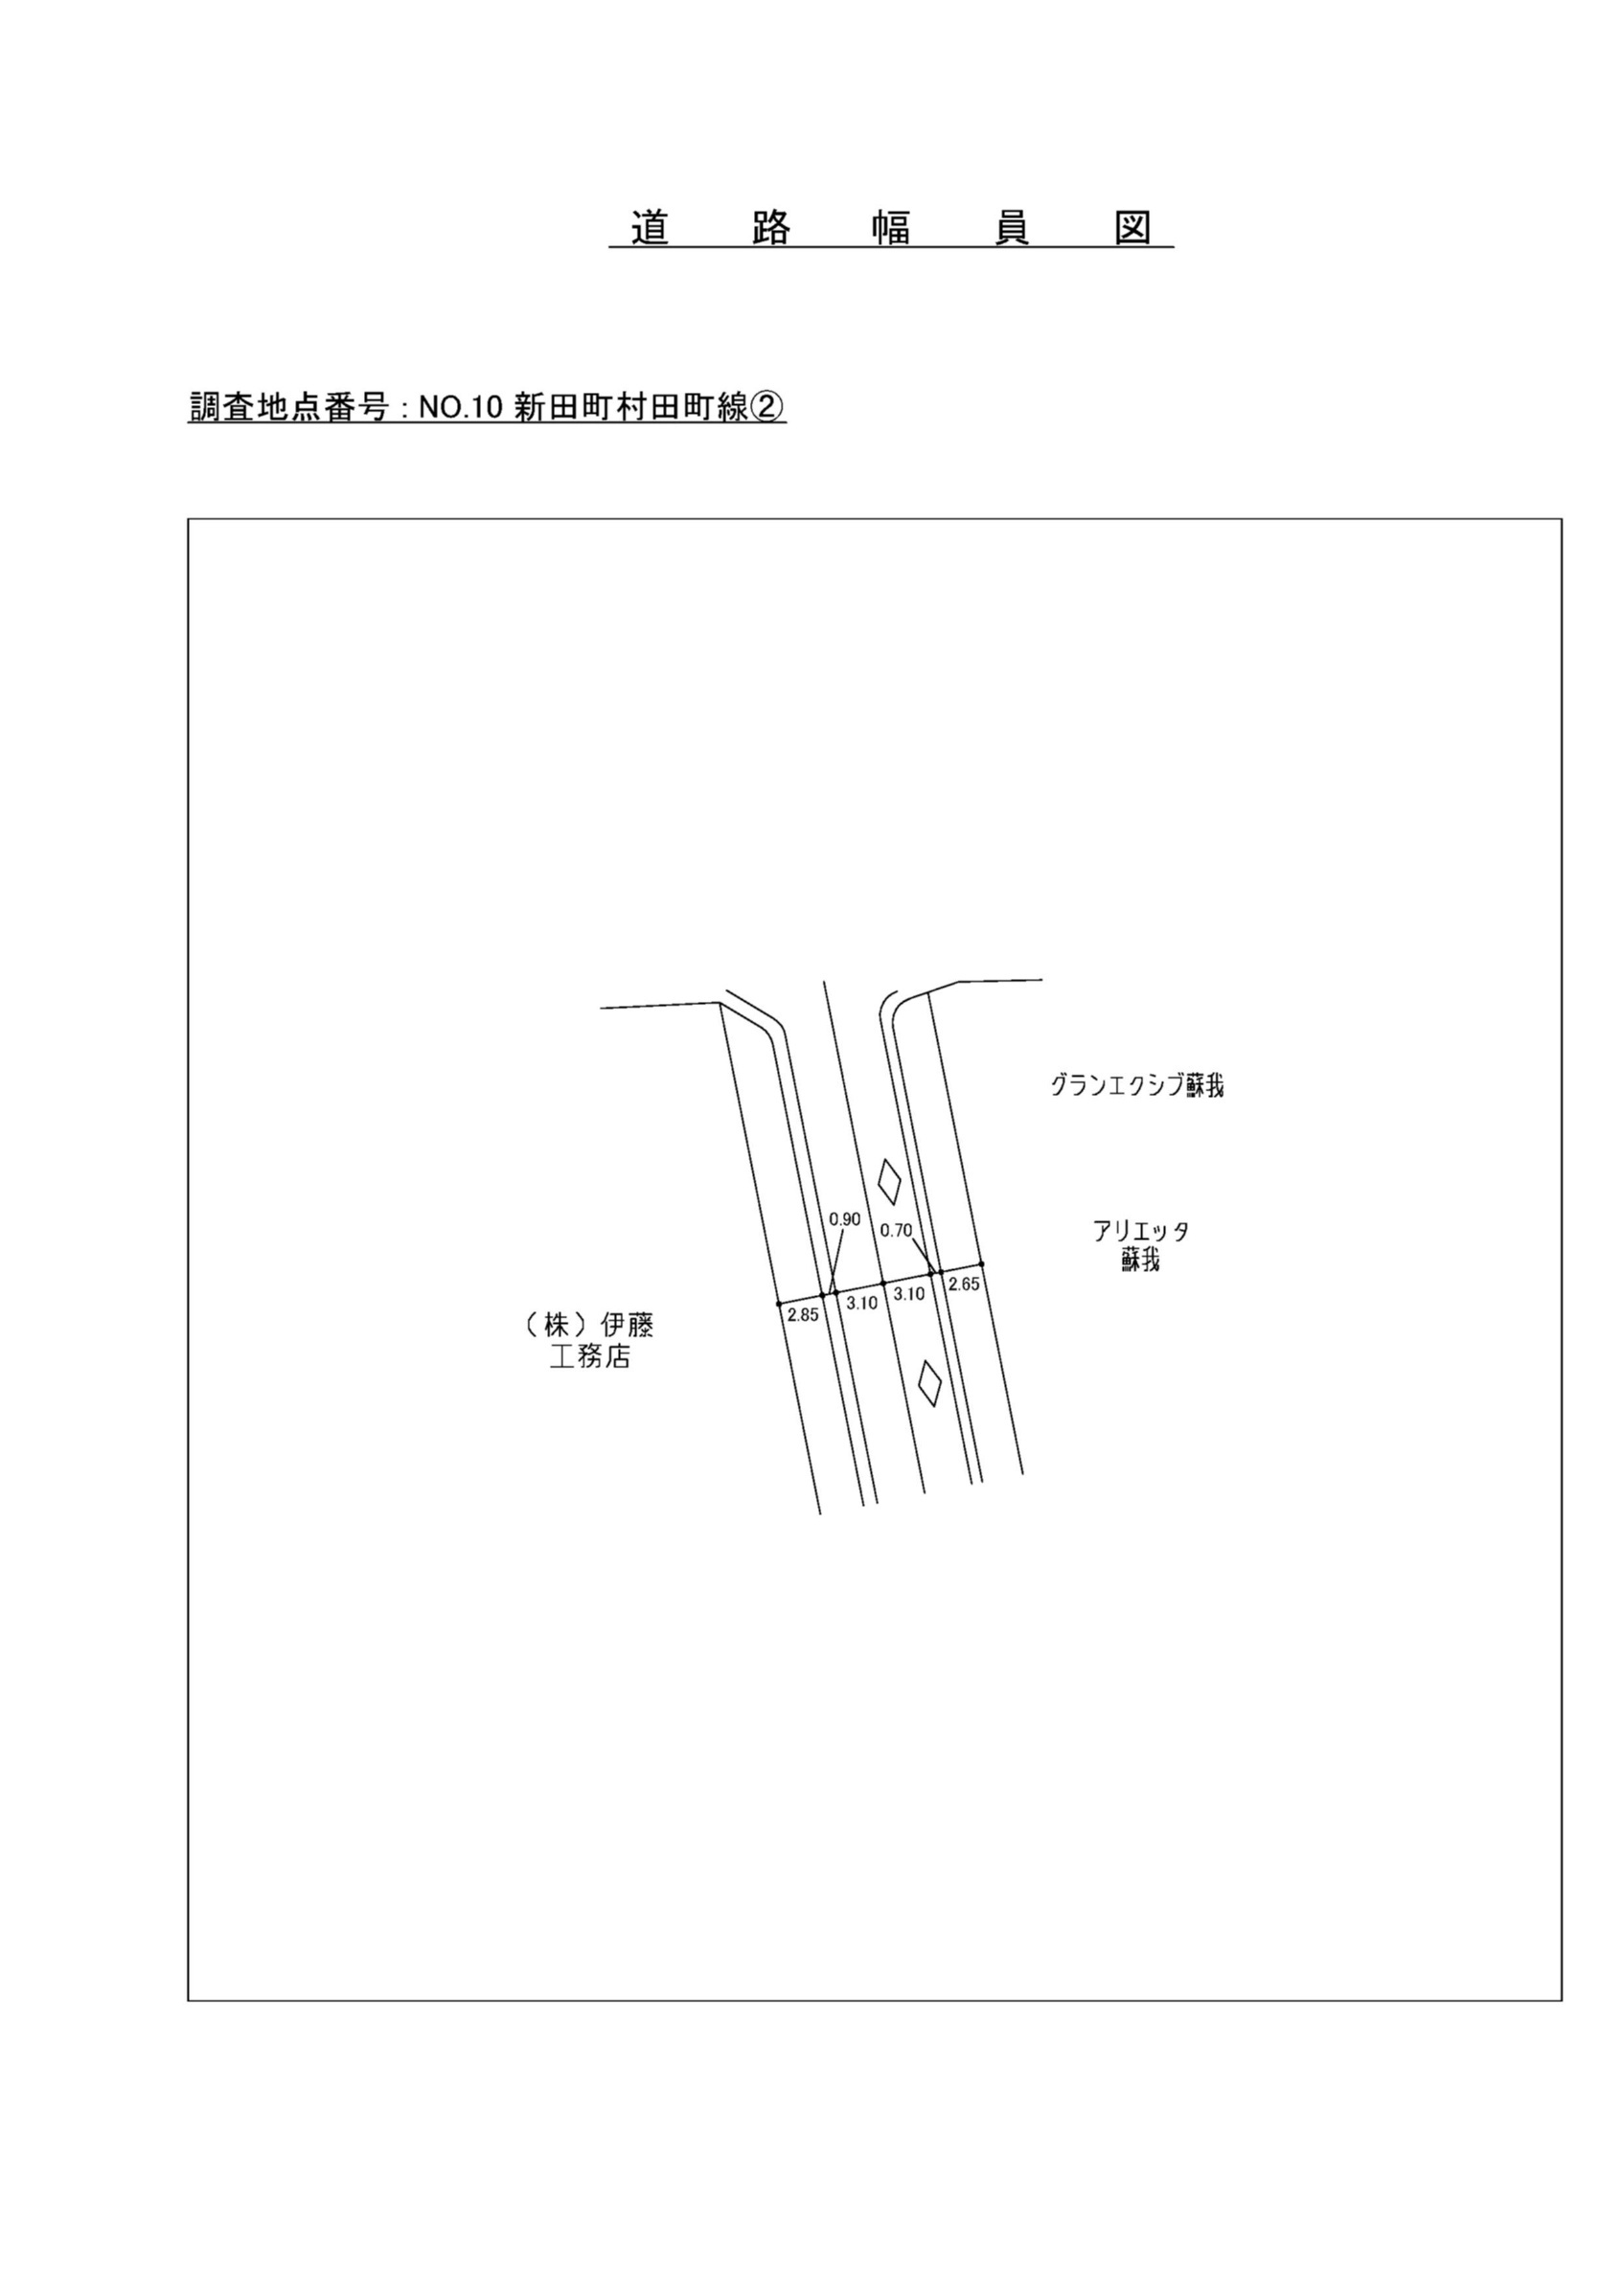 道路幅員図
調査地点番号：NO.10 新田町村田町線②
グランエクシブ蘇我
0.90
0.70
アリエッタ
蘇我
2.85
3.10
3.10
2.65
（株）伊藤
工務店